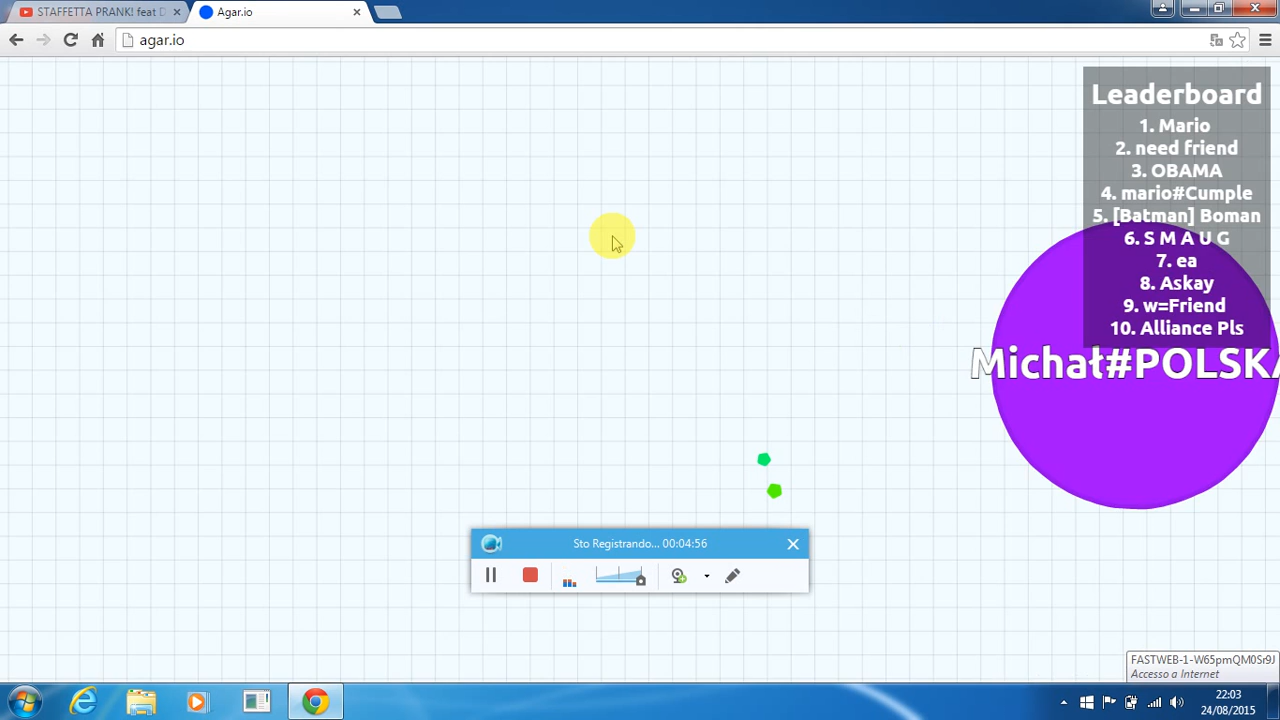 STAFFETTA PRANK! feat D
Agar.io
agar.io
Leaderboard
1. Mario
2. need friend
3. OBAMA
4. mario#Cumple
5. [Batman] Boman
6. S M A U G
7. ea
8. Askay
9. w=Friend
10. Alliance Pls
Michał#POLSKA
Sto Registrando... 00:04:56
FASTWEB-1-W65pmQM0Sr9J
Accesso a Internet
22:03
24/08/2015